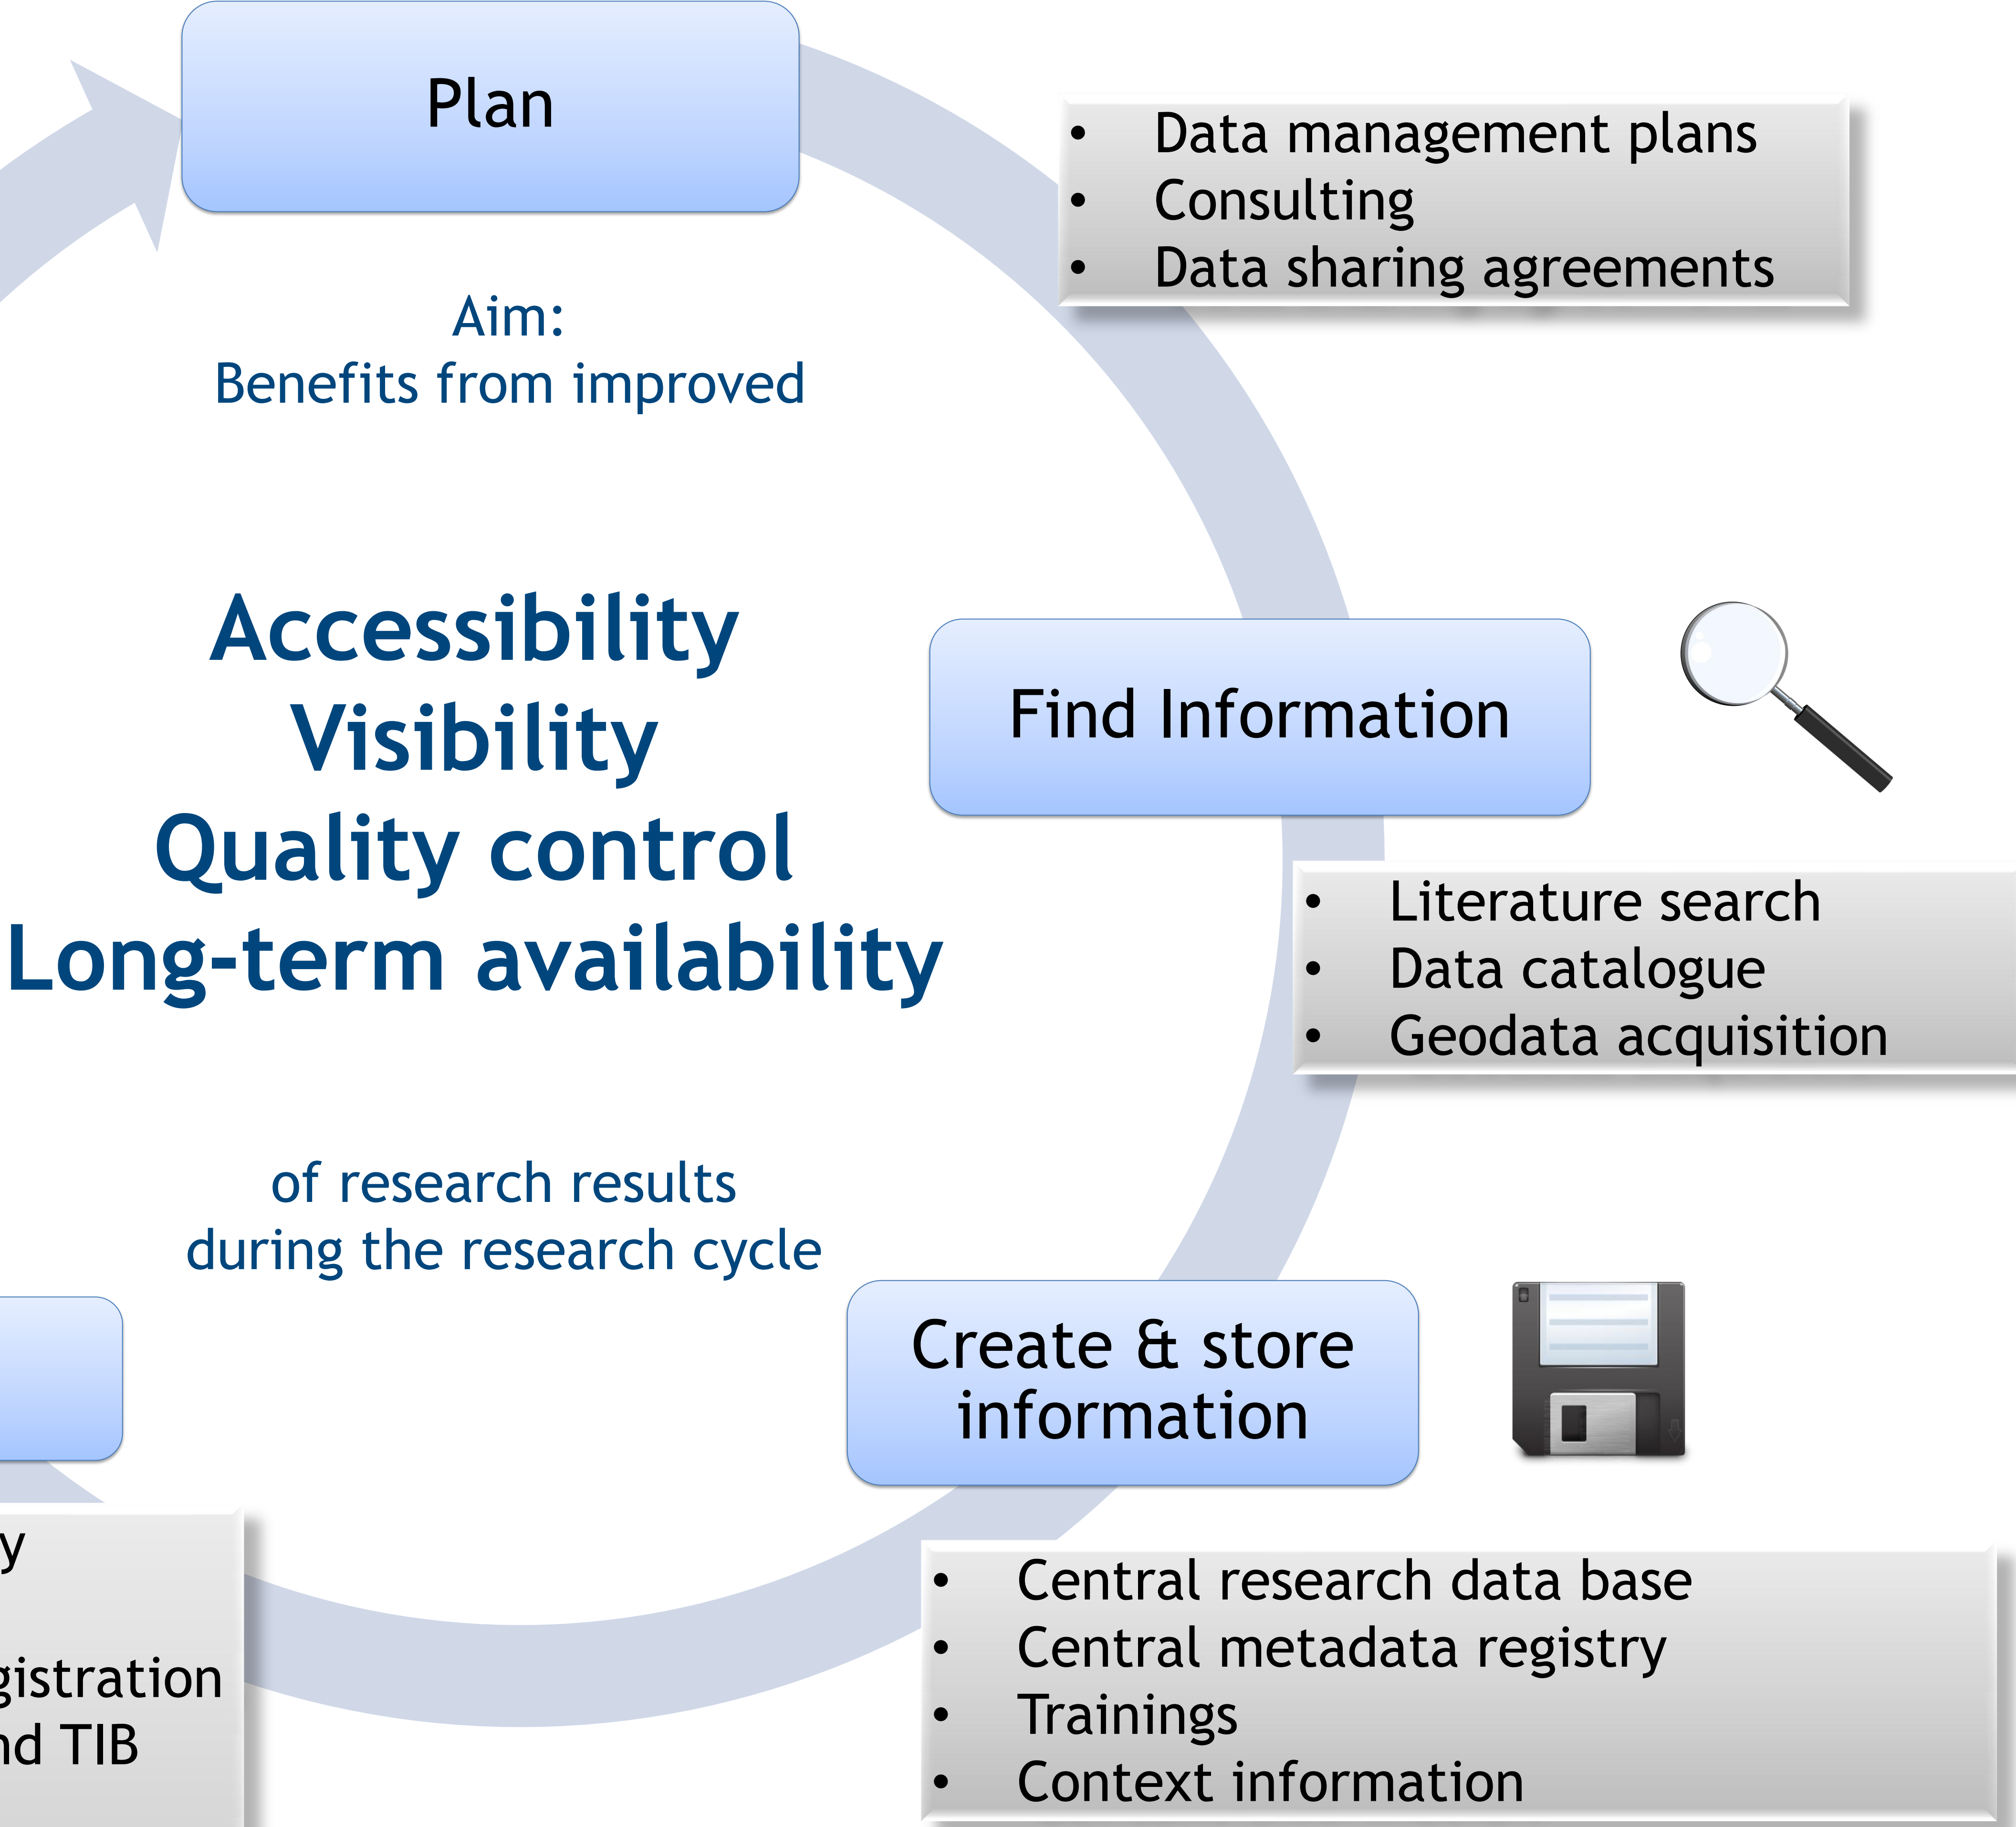 Plan
• Data management plans
• Consulting
• Data sharing agreements
Aim:
Benefits from improved
Accessibility
Visibility
Quality control
Long-term availability
Find Information
• Literature search
• Data catalogue
• Geodata acquisition
of research results
during the research cycle
Create & store
information
• Central research data base
• Central metadata registry
• Trainings
• Context information
TIB